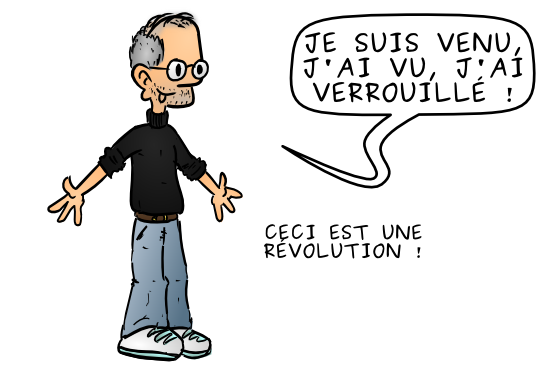 JE SUIS VENU,
J'AI VU, J'AI
VERROUILLÉ !
CECI EST UNE
RÉVOLUTION !